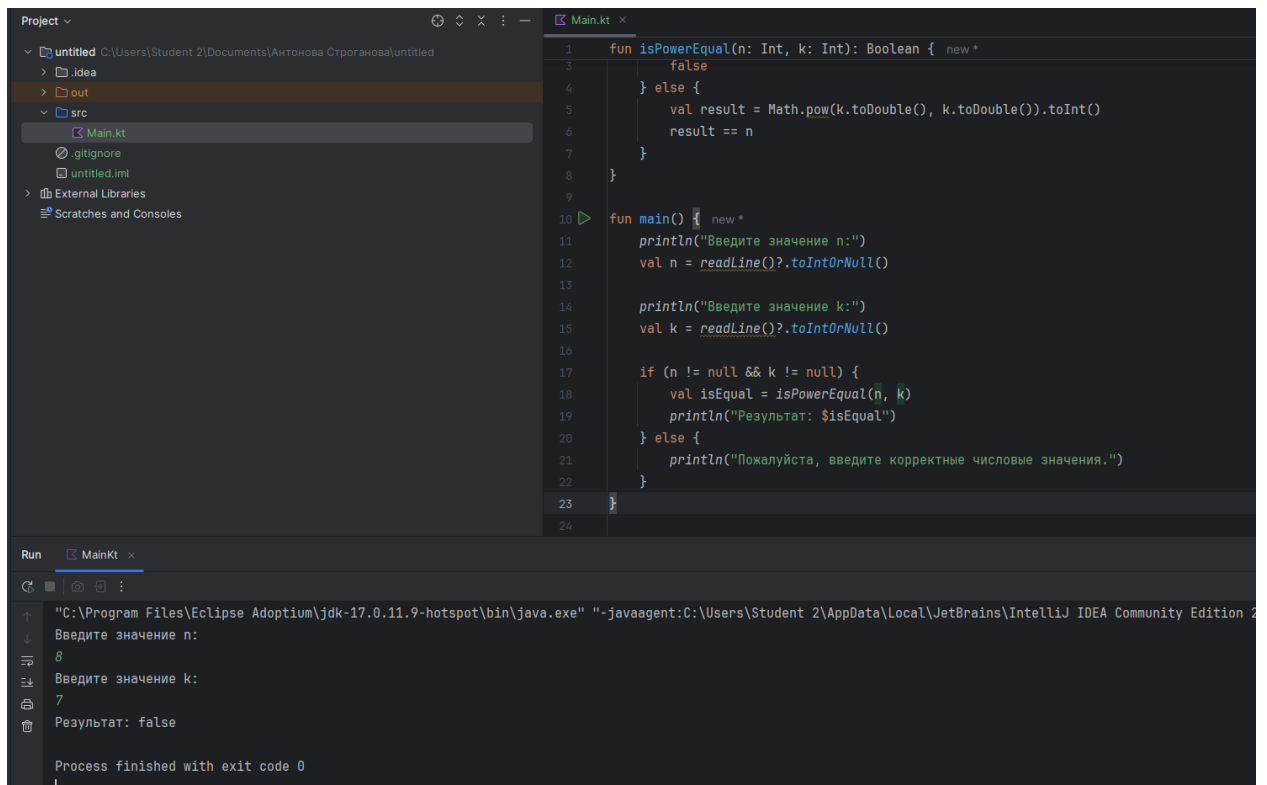 Project
Main.kt
untitled C:\Users\Student 2\Documents\Антонова Строганова\untitled
.idea
out
src
Main.kt
.gitignore
untitled.iml
External Libraries
Scratches and Consoles
1 fun isPowerEqual(n: Int, k: Int): Boolean { new *
3 false
4 } else {
5 val result = Math.pow(k.toDouble(), k.toDouble()).toInt()
6 result == n
7 }
8 }
9
10 fun main() { new *
11 println("Введите значение n:")
12 val n = readLine()?.toIntOrNull()
13
14 println("Введите значение k:")
15 val k = readLine()?.toIntOrNull()
16
17 if (n != null && k != null) {
18 val isEqual = isPowerEqual(n, k)
19 println("Результат: $isEqual")
20 } else {
21 println("Пожалуйста, введите корректные числовые значения.")
22 }
23 }
24
Run MainKt
"C:\Program Files\Eclipse Adoptium\jdk-17.0.11.9-hotspot\bin\java.exe" "-javaagent:C:\Users\Student 2\AppData\Local\JetBrains\IntelliJ IDEA Community Edition 2
Введите значение n:
8
Введите значение k:
7
Результат: false
Process finished with exit code 0